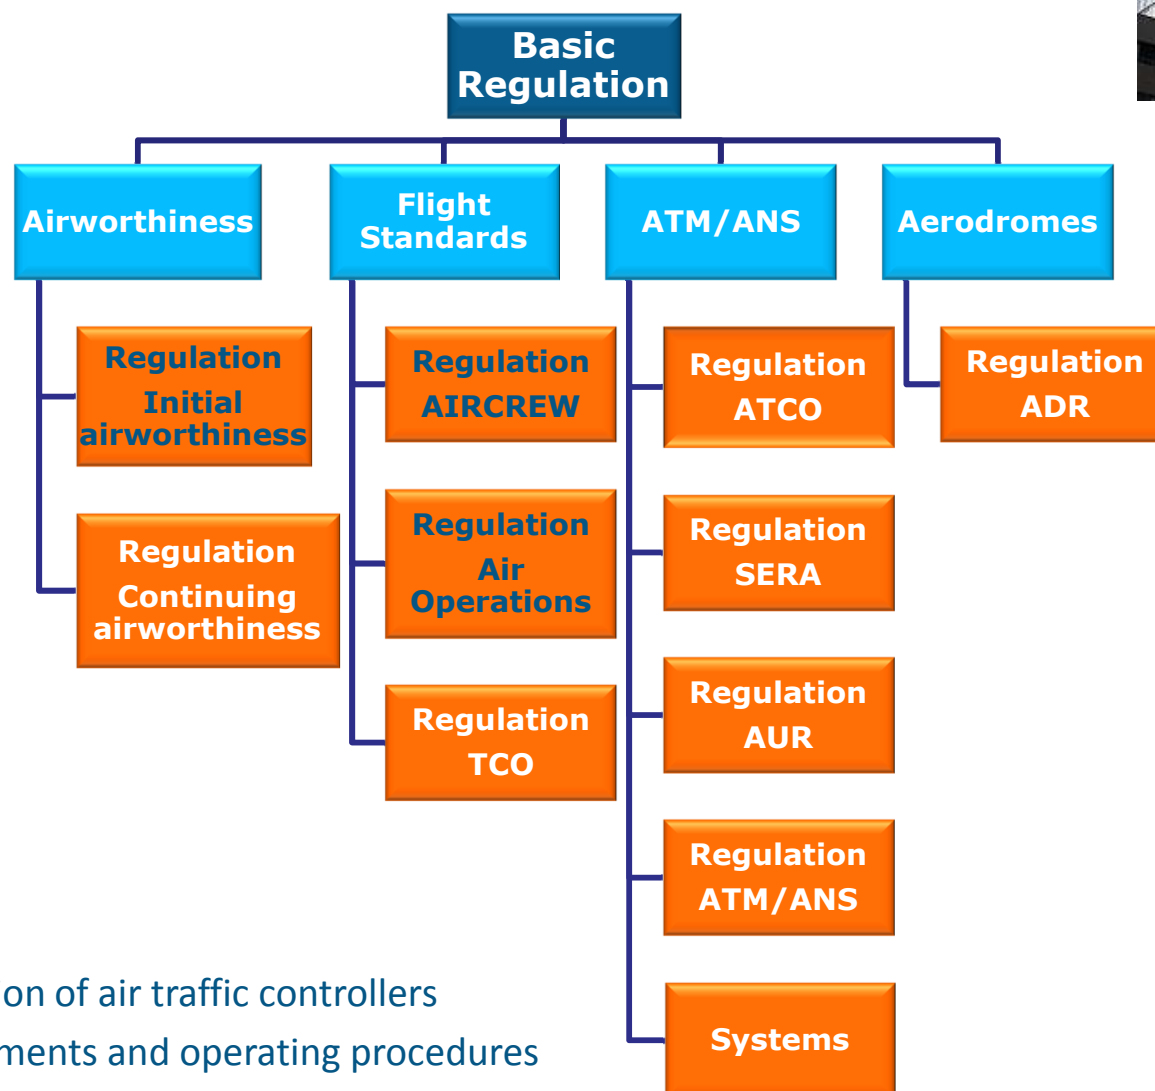 Basic
Regulation
Airworthiness
Flight
Standards
ATM/ANS
Aerodromes
Regulation
Initial
airworthiness
Regulation
Continuing
airworthiness
Regulation
AIRCREW
Regulation
Air
Operations
Regulation
TCO
Regulation
ATCO
Regulation
SERA
Regulation
AUR
Regulation
ATM/ANS
Systems
Regulation
ADR
of air traffic controllers
and operating procedures